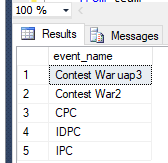 100 %
Results Messages
event_name
1 Contest War uap3
2 Contest War2
3 CPC
4 IDPC
5 IPC